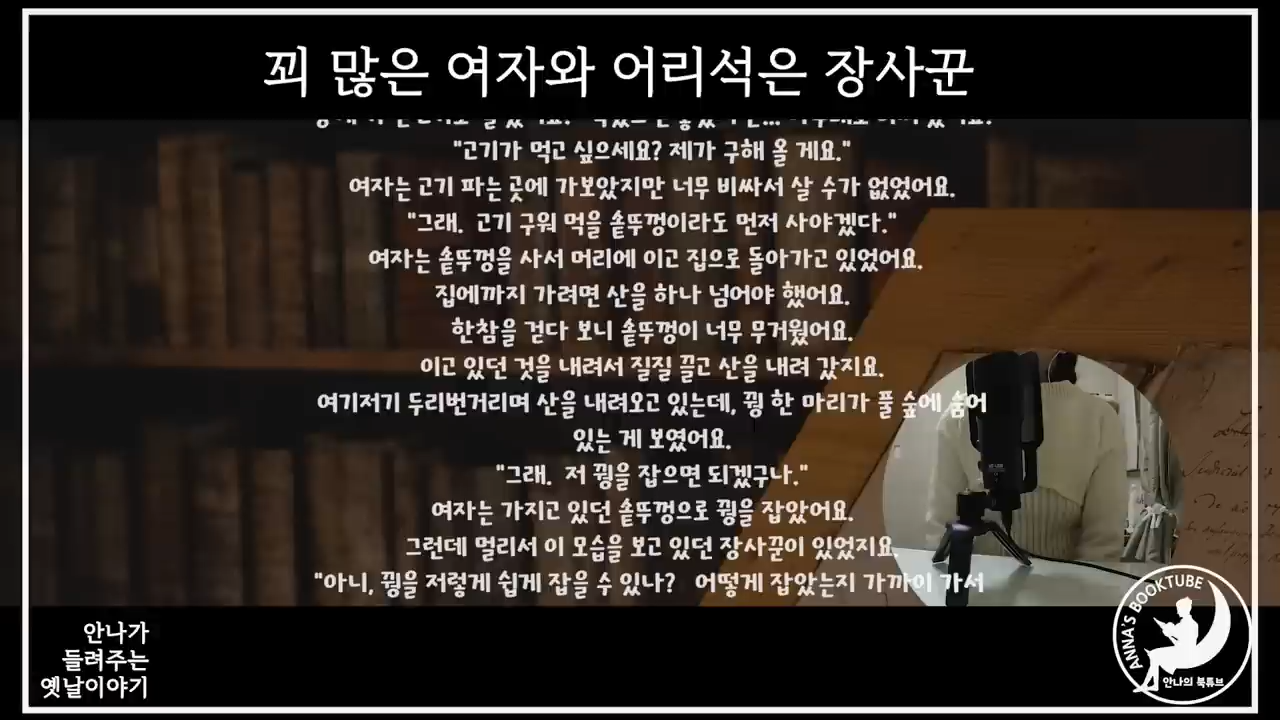 꾀 많은 여자와 어리석은 장사꾼
"고기가 먹고 싶으세요? 제가 구해 올 게요."
여자는 고기 파는 곳에 가보았지만 너무 비싸서 살 수가 없었어요.
"그래. 고기 구워 먹을 솥뚜껑이라도 먼저 사야겠다."
여자는 솥뚜껑을 사서 머리에 이고 집으로 돌아가고 있었어요.
집에까지 가려면 산을 하나 넘어야 했어요.
한참을 걷다 보니 솥뚜껑이 너무 무거웠어요.
이고 있던 것을 내려서 질질 끌고 산을 내려 갔지요.
여기저기 두리번거리며 산을 내려오고 있는데, 꿩 한 마리가 풀 숲에 숨어
있는 게 보였어요.
"그래. 저 꿩을 잡으면 되겠구나."
여자는 가지고 있던 솥뚜껑으로 꿩을 잡았어요.
그런데 멀리서 이 모습을 보고 있던 장사꾼이 있었지요.
"아니, 꿩을 저렇게 쉽게 잡을 수 있나? 어떻게 잡았는지 가까이 가서
안나가
들려주는
옛날이야기
ANNA'S BOOKTUBE
안나의 북튜브